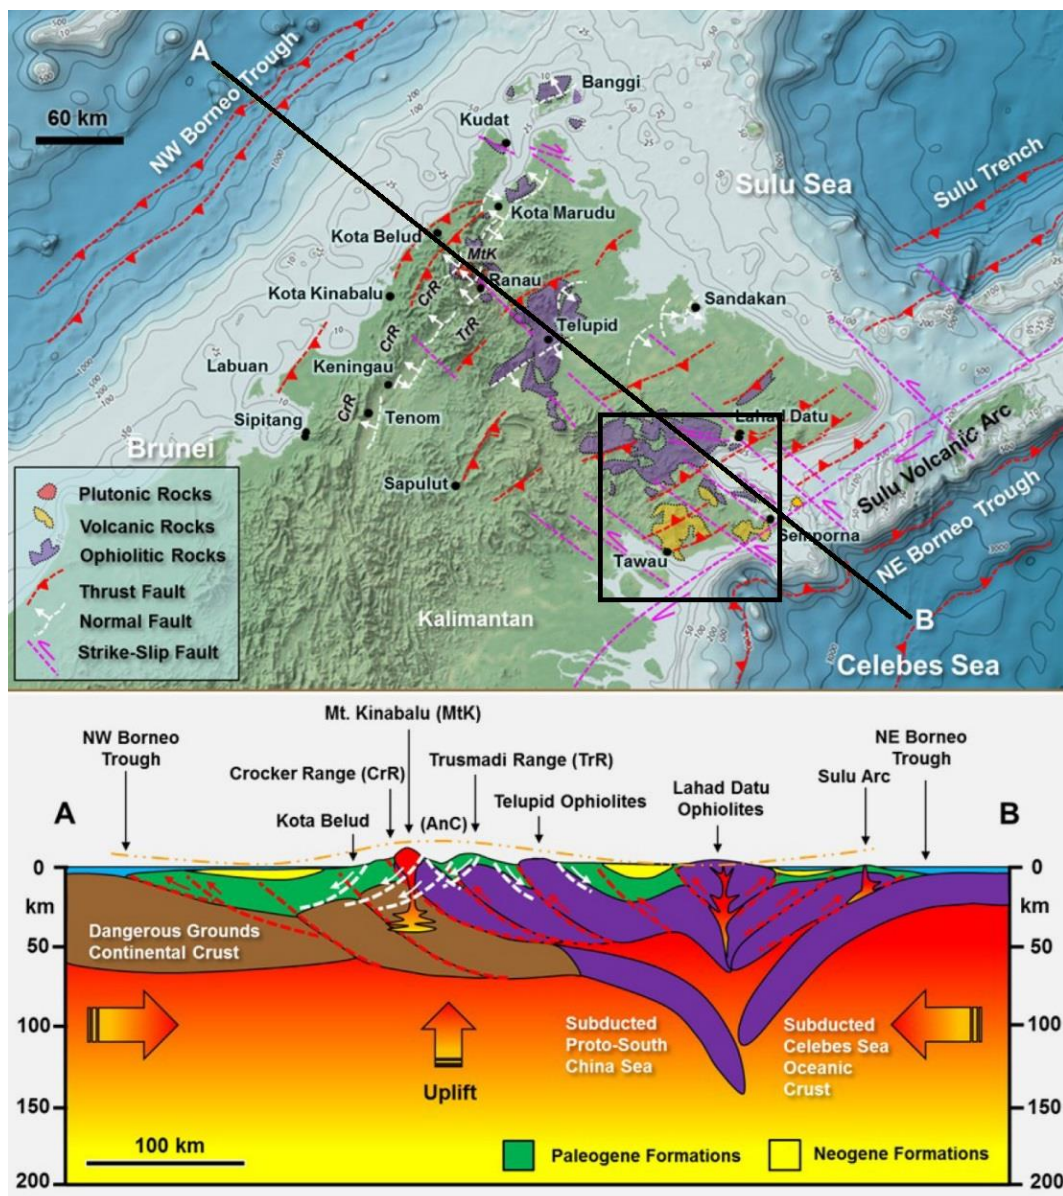 A
NW Borneo Trough
60 km
Banggi
Kudat
Sulu Sea
Sulu Trench
Kota Marudu
Kota Belud
MtK
Ranau
Kota Kinabalu
CrR
Sandakan
CrR
TrR
Telupid
Labuan
Keningau
CrR
Tenom
Sipitang
Lahad Datu
Brunei
Sulu Volcanic Arc
Sapulut
Semporna
NE Borneo Trough
Tawau
Kalimantan
B
Celebes Sea
Plutonic Rocks
Volcanic Rocks
Ophiolitic Rocks
Thrust Fault
Normal Fault
Strike-Slip Fault
Mt. Kinabalu (MtK)
NW Borneo
Trough
Crocker Range (CrR)
Trusmadi Range (TrR)
NE Borneo
Trough
Sulu Arc
Lahad Datu
Ophiolites
Telupid Ophiolites
Kota Belud
(AnC)
A
B
0
km
50
100
150
200
0
km
50
100
150
200
Dangerous Grounds
Continental Crust
Subducted
Proto-South
China Sea
Subducted
Celebes Sea
Oceanic
Crust
Uplift
100 km
Paleogene Formations
Neogene Formations